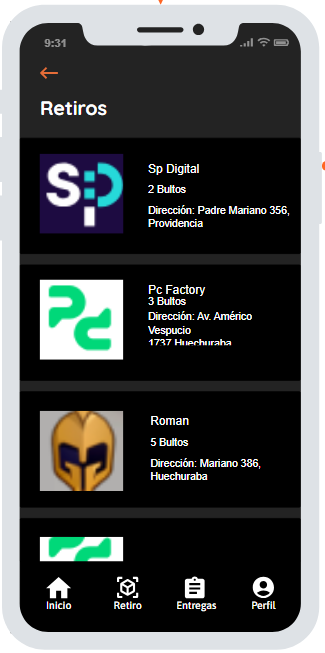 9:31
Retiros
Sp Digital
2 Bultos
Dirección: Padre Mariano 356,
Providencia
Pc Factory
3 Bultos
Dirección: Av. Américo
Vespucio
1737 Huechuraba
Roman
5 Bultos
Dirección: Mariano 386,
Huechuraba
Inicio
Retiro
Entregas
Perfil